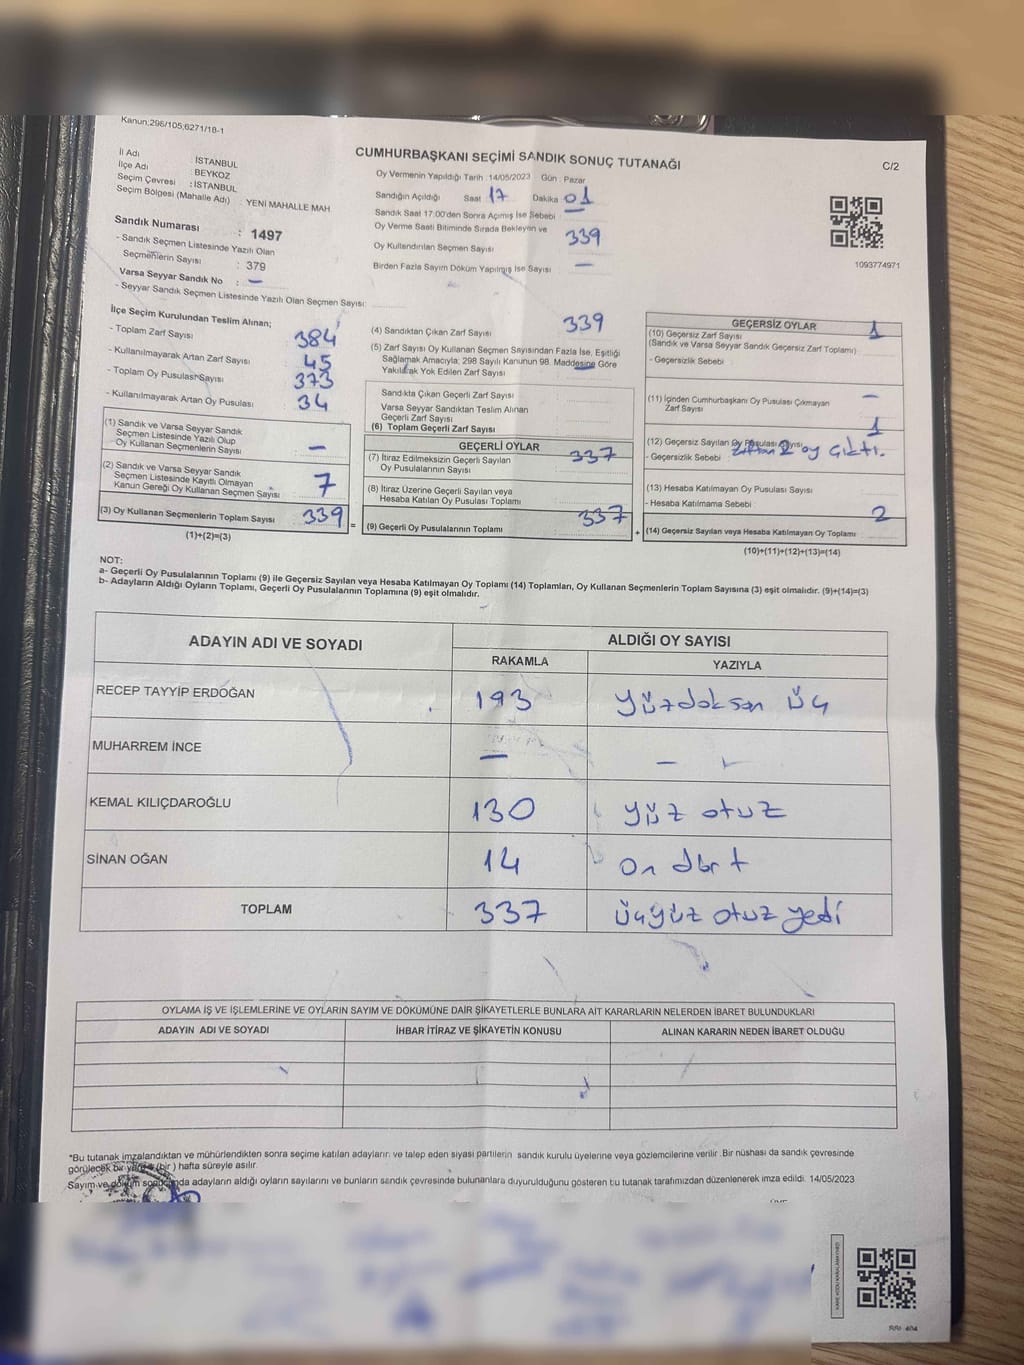 Kanun;296/105;6271/18-1
CUMHURBAŞKANI SEÇİMİ SANDIK SONUÇ TUTANAĞI
C/2
İl Adı : İSTANBUL
İlçe Adı : BEYKOZ
Seçim Çevresi : İSTANBUL
Seçim Bölgesi (Mahalle Adı) : YENİ MAHALLE MAH
Sandık Numarası : 1497
- Sandık Seçmen Listesinde Yazılı Olan
Seçmenlerin Sayısı : 379
Varsa Seyyar Sandık No : –
- Seyyar Sandık Seçmen Listesinde Yazılı Olan Seçmen Sayısı:
Oy Vermenin Yapıldığı Tarih :14/05/2023 Gün : Pazar
Sandığın Açıldığı Saat : 17 Dakika 01
Sandık Saat 17:00'den Sonra Açımış İse Sebebi : –
Oy Verme Saati Bitiminde Sırada Bekleyen ve
Oy Kullandırılan Seçmen Sayısı 339
Birden Fazla Sayım Döküm Yapılmış İse Sayısı –
1093774971
İlçe Seçim Kurulundan Teslim Alınan;
- Toplam Zarf Sayısı 384
- Kullanılmayarak Artan Zarf Sayısı 45
- Toplam Oy Pusulası Sayısı 373
- Kullanılmayarak Artan Oy Pusulası 34
(1) Sandık ve Varsa Seyyar Sandık
Seçmen Listesinde Yazılı Olup
Oy Kullanan Seçmenlerin Sayısı –
(2) Sandık ve Varsa Seyyar Sandık
Seçmen Listesinde Kayıtlı Olmayan
Kanun Gereği Oy Kullanan Seçmen Sayısı 7
(3) Oy Kullanan Seçmenlerin Toplam Sayısı 339
(1)+(2)=(3)
=
(4) Sandıktan Çıkan Zarf Sayısı 339
(5) Zarf Sayısı Oy Kullanan Seçmen Sayısından Fazla İse, Eşitliği
Sağlamak Amacıyla; 298 Sayılı Kanunun 98. Maddesine Göre
Yakılarak Yok Edilen Zarf Sayısı –
Sandıkta Çıkan Geçerli Zarf Sayısı
Varsa Seyyar Sandıktan Teslim Alınan
Geçerli Zarf Sayısı
(6) Toplam Geçerli Zarf Sayısı
GEÇERLİ OYLAR
(7) İtiraz Edilmeksizin Geçerli Sayılan
Oy Pusulalarının Sayısı 337
(8) İtiraz Üzerine Geçerli Sayılan veya
Hesaba Katılan Oy Pusulası Toplamı
(9) Geçerli Oy Pusulalarının Toplamı 337
+
GEÇERSİZ OYLAR
(10) Geçersiz Zarf Sayısı 1
(Sandık ve Varsa Seyyar Sandık Geçersiz Zarf Toplamı)
- Geçersizlik Sebebi :
(11) İçinden Cumhurbaşkanı Oy Pusulası Çıkmayan
Zarf Sayısı –
(12) Geçersiz Sayılan Oy Pusulası Sayısı 1
- Geçersizlik Sebebi Zarftan 2 oy çıktı.
(13) Hesaba Katılmayan Oy Pusulası Sayısı
- Hesaba Katılmama Sebebi :
(14) Geçersiz Sayılan veya Hesaba Katılmayan Oy Toplamı 2
(10)+(11)+(12)+(13)=(14)
NOT:
a- Geçerli Oy Pusulalarının Toplamı (9) ile Geçersiz Sayılan veya Hesaba Katılmayan Oy Toplamı (14) Toplamları, Oy Kullanan Seçmenlerin Toplam Sayısına (3) eşit olmalıdır. (9)+(14)=(3)
b- Adayların Aldığı Oyların Toplamı, Geçerli Oy Pusulalarının Toplamına (9) eşit olmalıdır.
ADAYIN ADI VE SOYADI ALDIĞI OY SAYISI
RAKAMLA YAZIYLA
RECEP TAYYİP ERDOĞAN 193 yüzdoksan üç
MUHARREM İNCE – –
KEMAL KILIÇDAROĞLU 130 yüz otuz
SİNAN OĞAN 14 on dört
TOPLAM 337 üçyüz otuz yedi
OYLAMA İŞ VE İŞLEMLERİNE VE OYLARIN SAYIM VE DÖKÜMÜNE DAİR ŞİKAYETLERLE BUNLARA AİT KARARLARIN NELERDEN İBARET BULUNDUKLARI
ADAYIN ADI VE SOYADI İHBAR İTİRAZ VE ŞİKAYETİN KONUSU ALINAN KARARIN NEDEN İBARET OLDUĞU
*Bu tutanak imzalandıktan ve mühürlendikten sonra seçime katılan adayların ve talep eden siyasi partilerin sandık kurulu üyelerine veya gözlemcilerine verilir .Bir nüshası da sandık çevresinde
görülecek bir yere (bir ) hafta süreyle asılır.
Sayım ve döküm sonucunda adayların aldığı oyların sayılarını ve bunların sandık çevresinde bulunanlara duyurulduğunu gösteren bu tutanak tarafımızdan düzenlenerek imza edildi. 14/05/2023